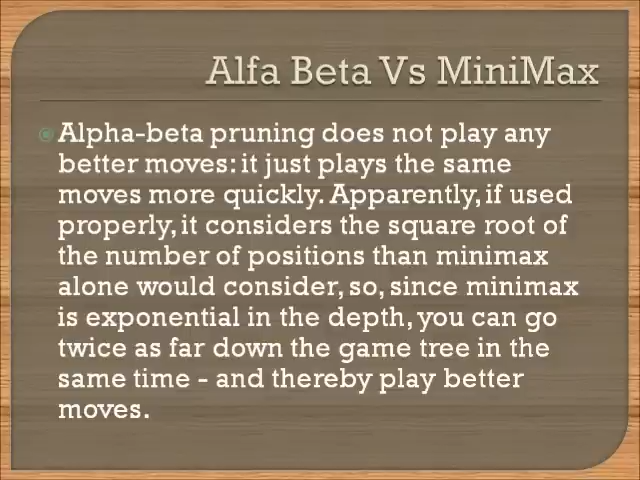 Alfa Beta Vs MiniMax
Alpha-beta pruning does not play any
better moves: it just plays the same
moves more quickly. Apparently, if used
properly, it considers the square root of
the number of positions than minimax
alone would consider, so, since minimax
is exponential in the depth, you can go
twice as far down the game tree in the
same time - and thereby play better
moves.